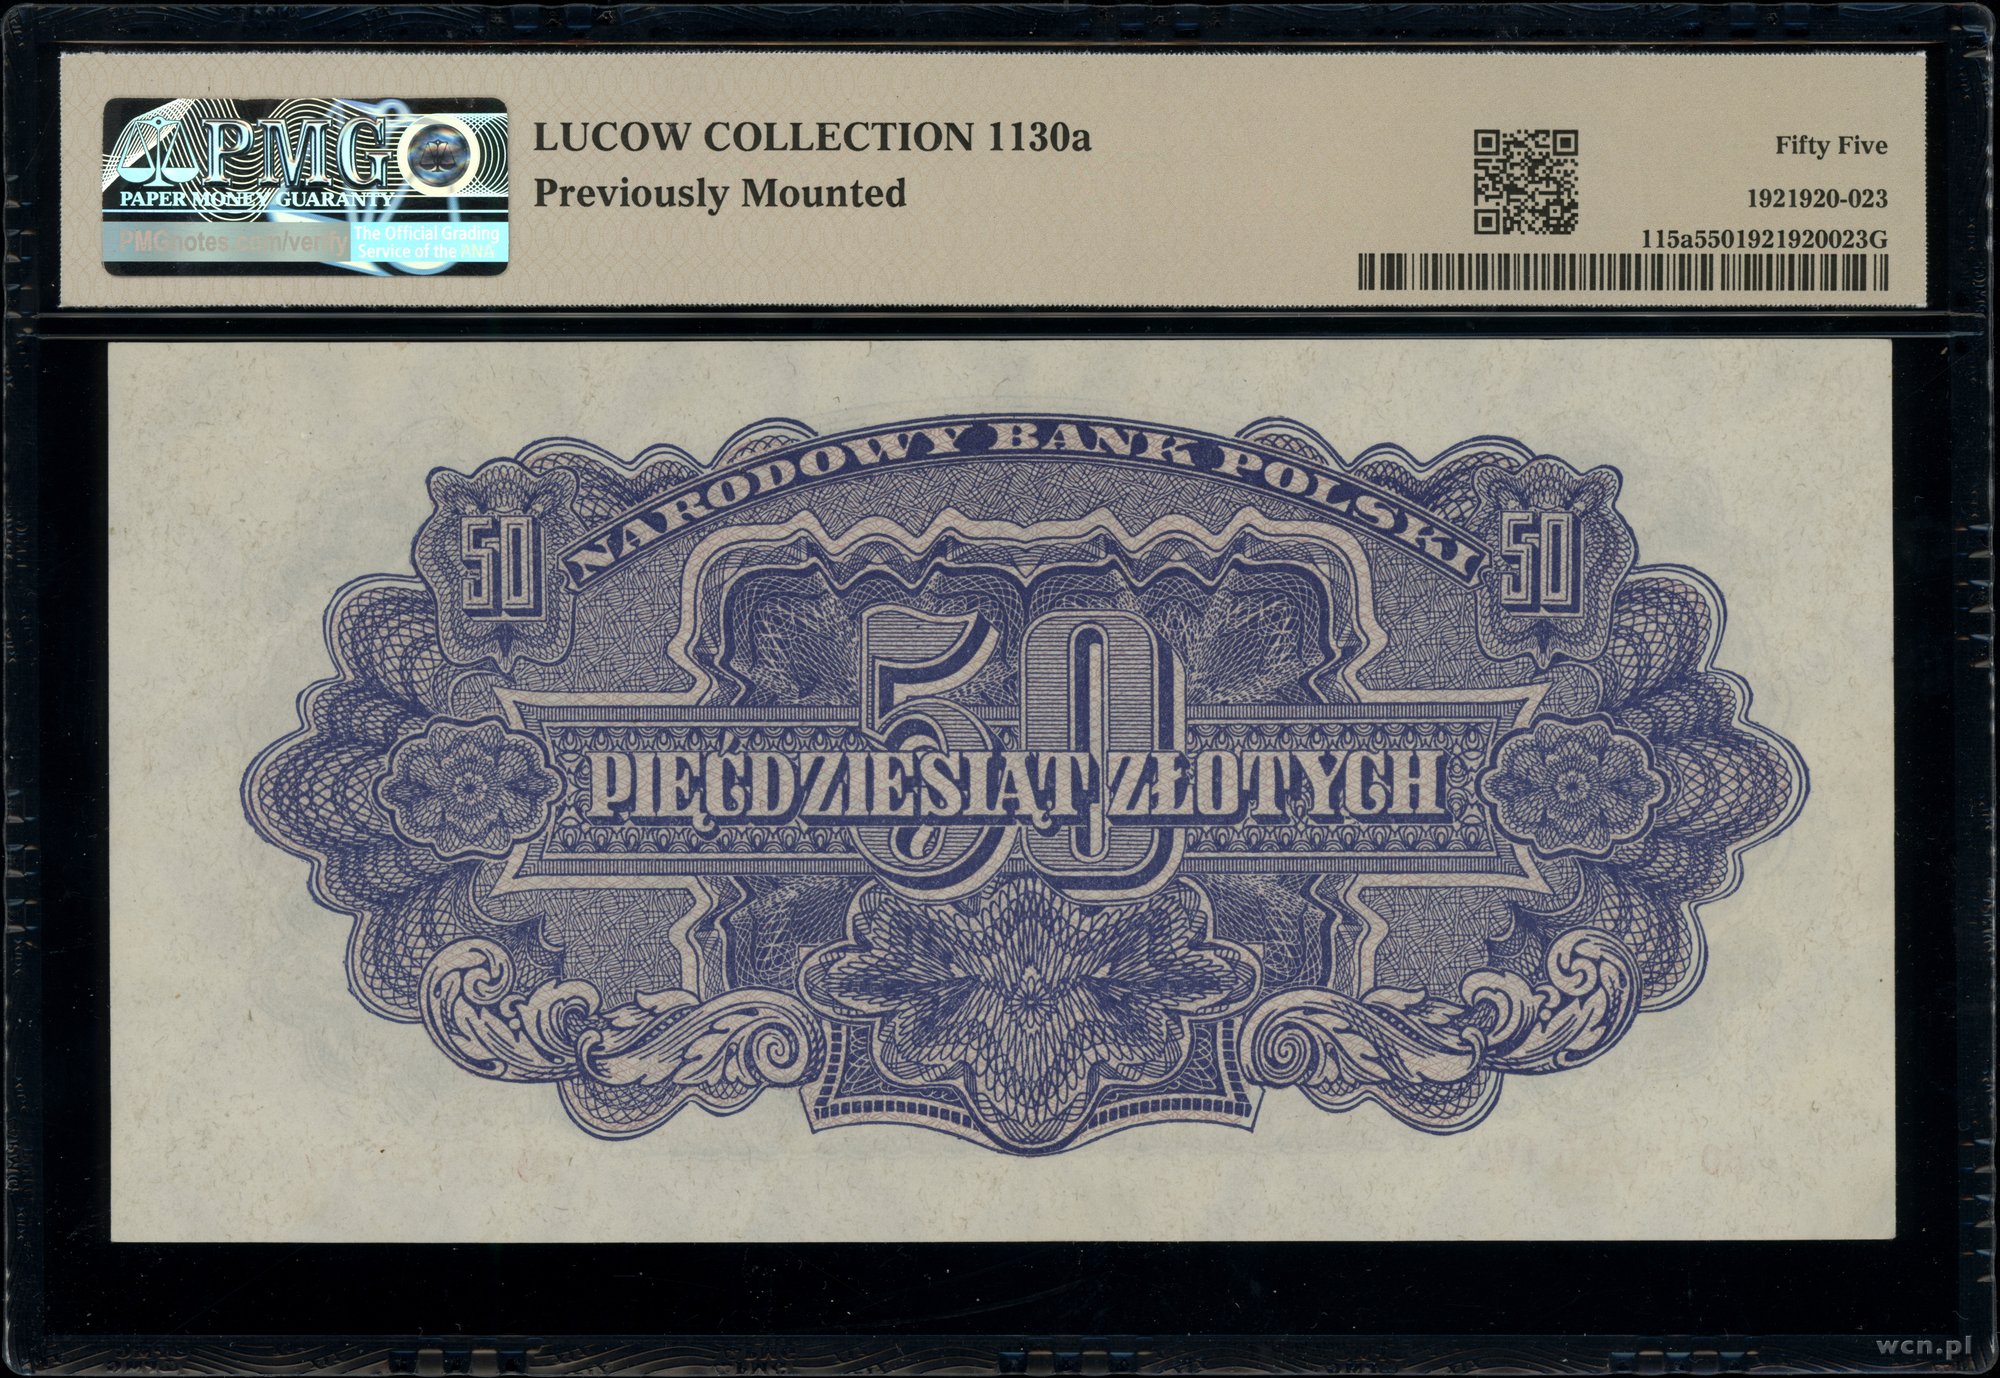 PMG
PAPER MONEY GUARANTY
PMGnotes.com/verify
The Official Grading
Service of the PNA
LUCOW COLLECTION 1130a
Previously Mounted
Fifty Five
1921920-023
115a5501921920023G
NARODOWY BANK POLSKI
50
50
50
PIĘĆDZIESIĄT ZŁOTYCH
wcn.pl